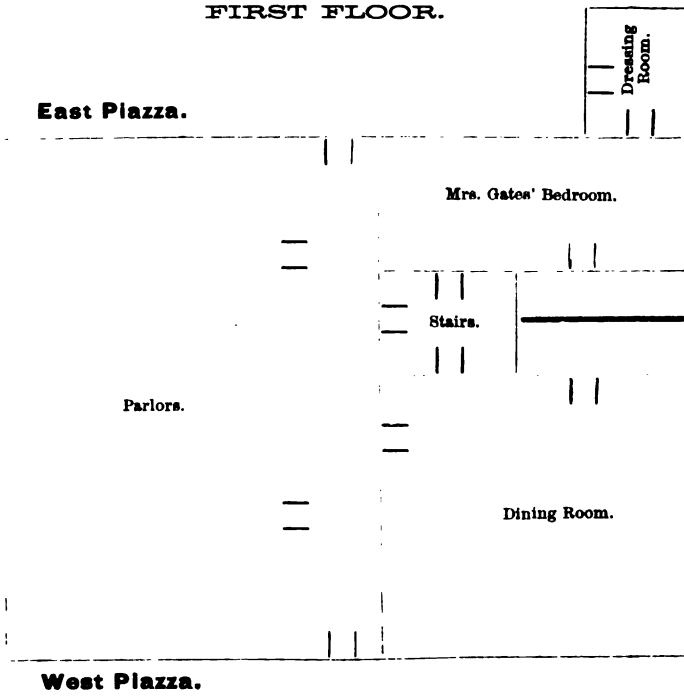 FIRST FLOOR.
Dressing
Room.
East Piazza.
Mrs. Gates' Bedroom.
Stairs.
Parlors.
Dining Room.
West Piazza.